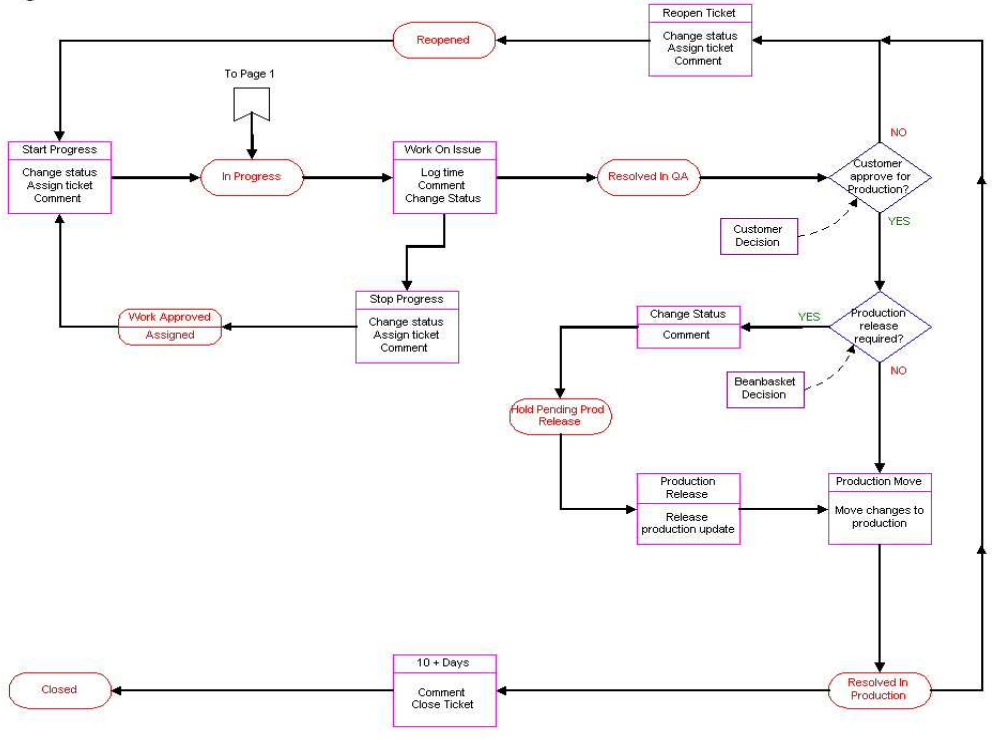 Reopen Ticket
Change status
Assign ticket
Comment
Reopened
To Page 1
NO
Start Progress
Change status
Assign ticket
Comment
In Progress
Work On Issue
Log time
Comment
Change Status
Resolved In QA
Customer
approve for
Production?
YES
Customer
Decision
Stop Progress
Change status
Assign ticket
Comment
Work Approved
Assigned
Change Status
Comment
YES
Production
release
required?
NO
Beanbasket
Decision
Hold Pending Prod
Release
Production
Release
Release
production update
Production Move
Move changes to
production
10 + Days
Comment
Close Ticket
Closed
Resolved In
Production